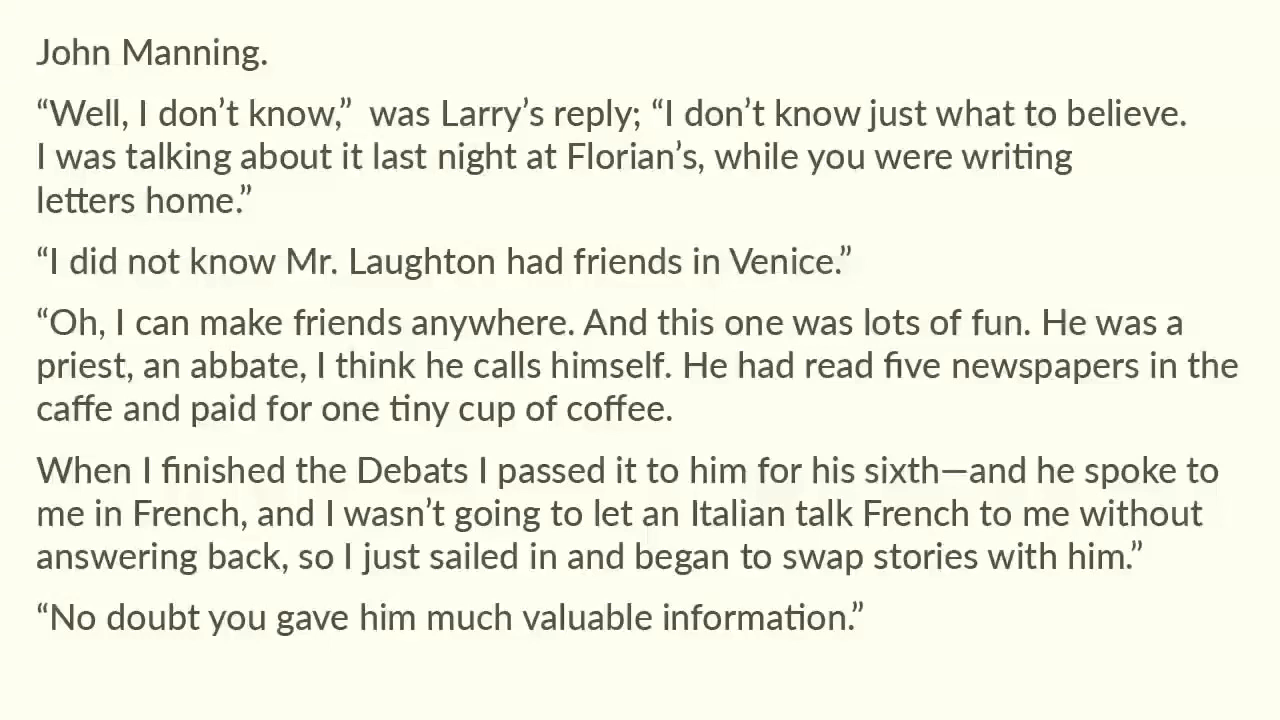 John Manning.
“Well, I don’t know,”  was Larry’s reply; “I don’t know just what to believe.
I was talking about it last night at Florian’s, while you were writing
letters home.”
“I did not know Mr. Laughton had friends in Venice.”
“Oh, I can make friends anywhere. And this one was lots of fun. He was a
priest, an abbate, I think he calls himself. He had read five newspapers in the
caffe and paid for one tiny cup of coffee.
When I finished the Debats I passed it to him for his sixth—and he spoke to
me in French, and I wasn’t going to let an Italian talk French to me without
answering back, so I just sailed in and began to swap stories with him.”
“No doubt you gave him much valuable information.”